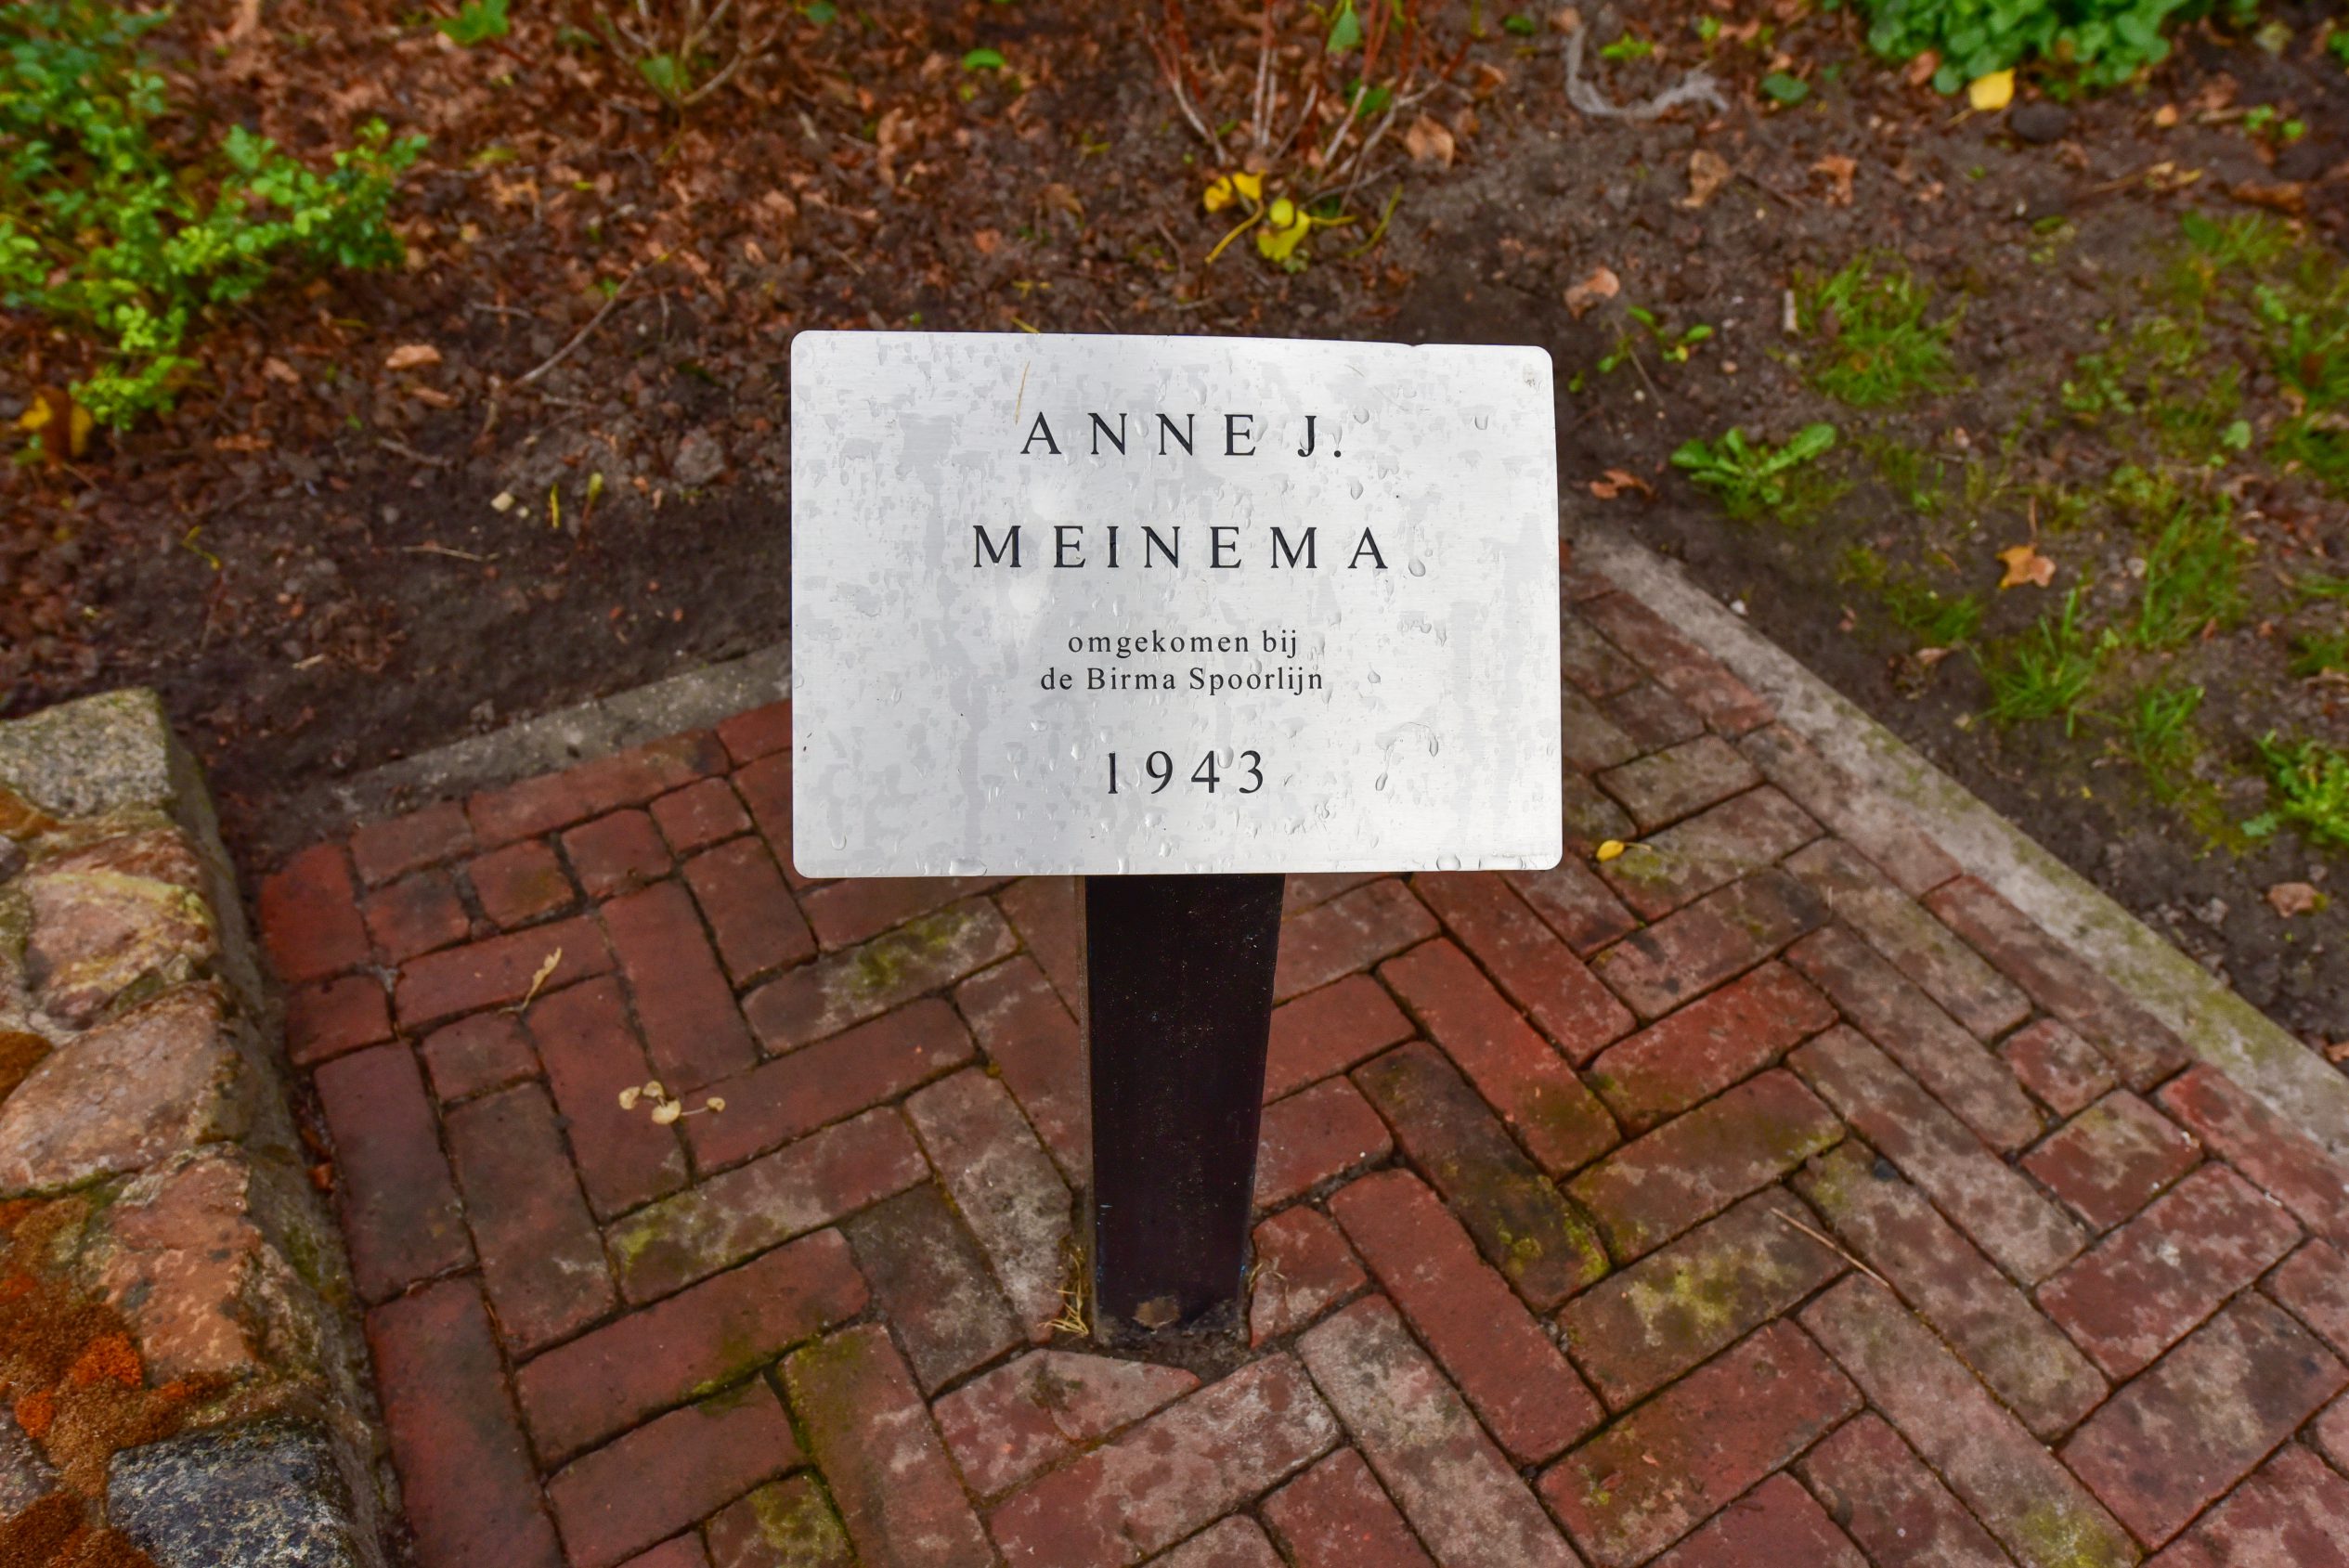 ANNE J.
MEINEMA
omgekomen bij
de Birma Spoorlijn
1943